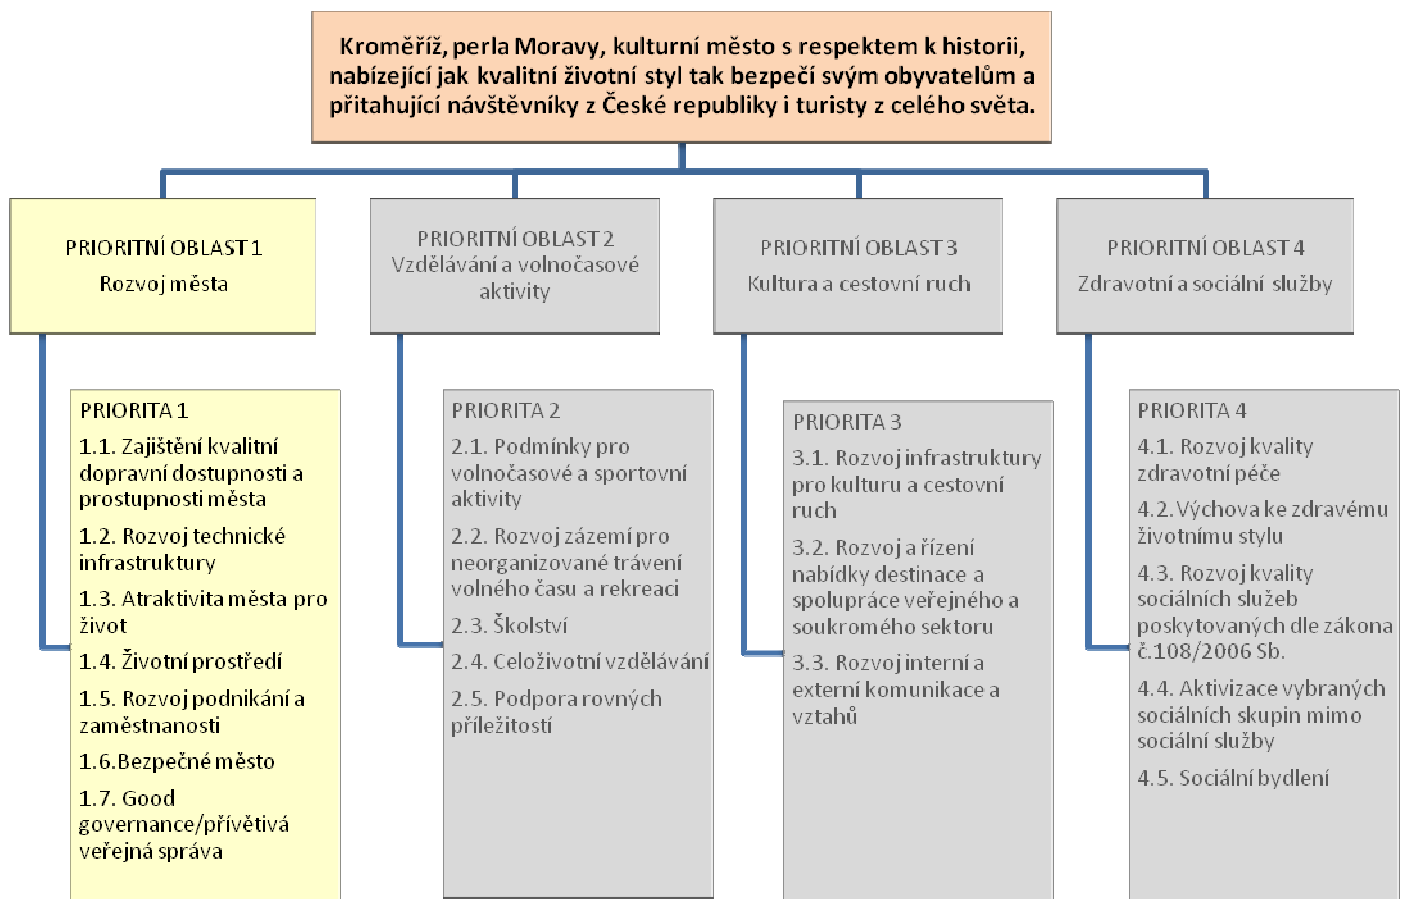 Kroměříž, perla Moravy, kulturní město s respektem k historii,
nabízející jak kvalitní životní styl tak bezpečí svým obyvatelům a
přitahující návštěvníky z České republiky i turisty z celého světa.
PRIORITNÍ OBLAST 1
Rozvoj města
PRIORITNÍ OBLAST 2
Vzdělávání a volnočasové
aktivity
PRIORITNÍ OBLAST 3
Kultura a cestovní ruch
PRIORITNÍ OBLAST 4
Zdravotní a sociální služby
PRIORITA 1
1.1. Zajištění kvalitní
dopravní dostupnosti a
prostupnosti města
1.2. Rozvoj technické
infrastruktury
1.3. Atraktivita města pro
život
1.4. Životní prostředí
1.5. Rozvoj podnikání a
zaměstnanosti
1.6.Bezpečné město
1.7. Good
governance/přívětivá
veřejná správa
PRIORITA 2
2.1. Podmínky pro
volnočasové a sportovní
aktivity
2.2. Rozvoj zázemí pro
neorganizované trávení
volného času a rekreaci
2.3. Školství
2.4. Celoživotní vzdělávání
2.5. Podpora rovných
příležitostí
PRIORITA 3
3.1. Rozvoj infrastruktury
pro kulturu a cestovní
ruch
3.2. Rozvoj a řízení
nabídky destinace a
spolupráce veřejného a
soukromého sektoru
3.3. Rozvoj interní a
externí komunikace a
vztahů
PRIORITA 4
4.1. Rozvoj kvality
zdravotní péče
4.2.Výchova ke zdravému
životnímu stylu
4.3. Rozvoj kvality
sociálních služeb
poskytovaných dle zákona
č.108/2006 Sb.
4.4. Aktivizace vybraných
sociálních skupin mimo
sociální služby
4.5. Sociální bydlení